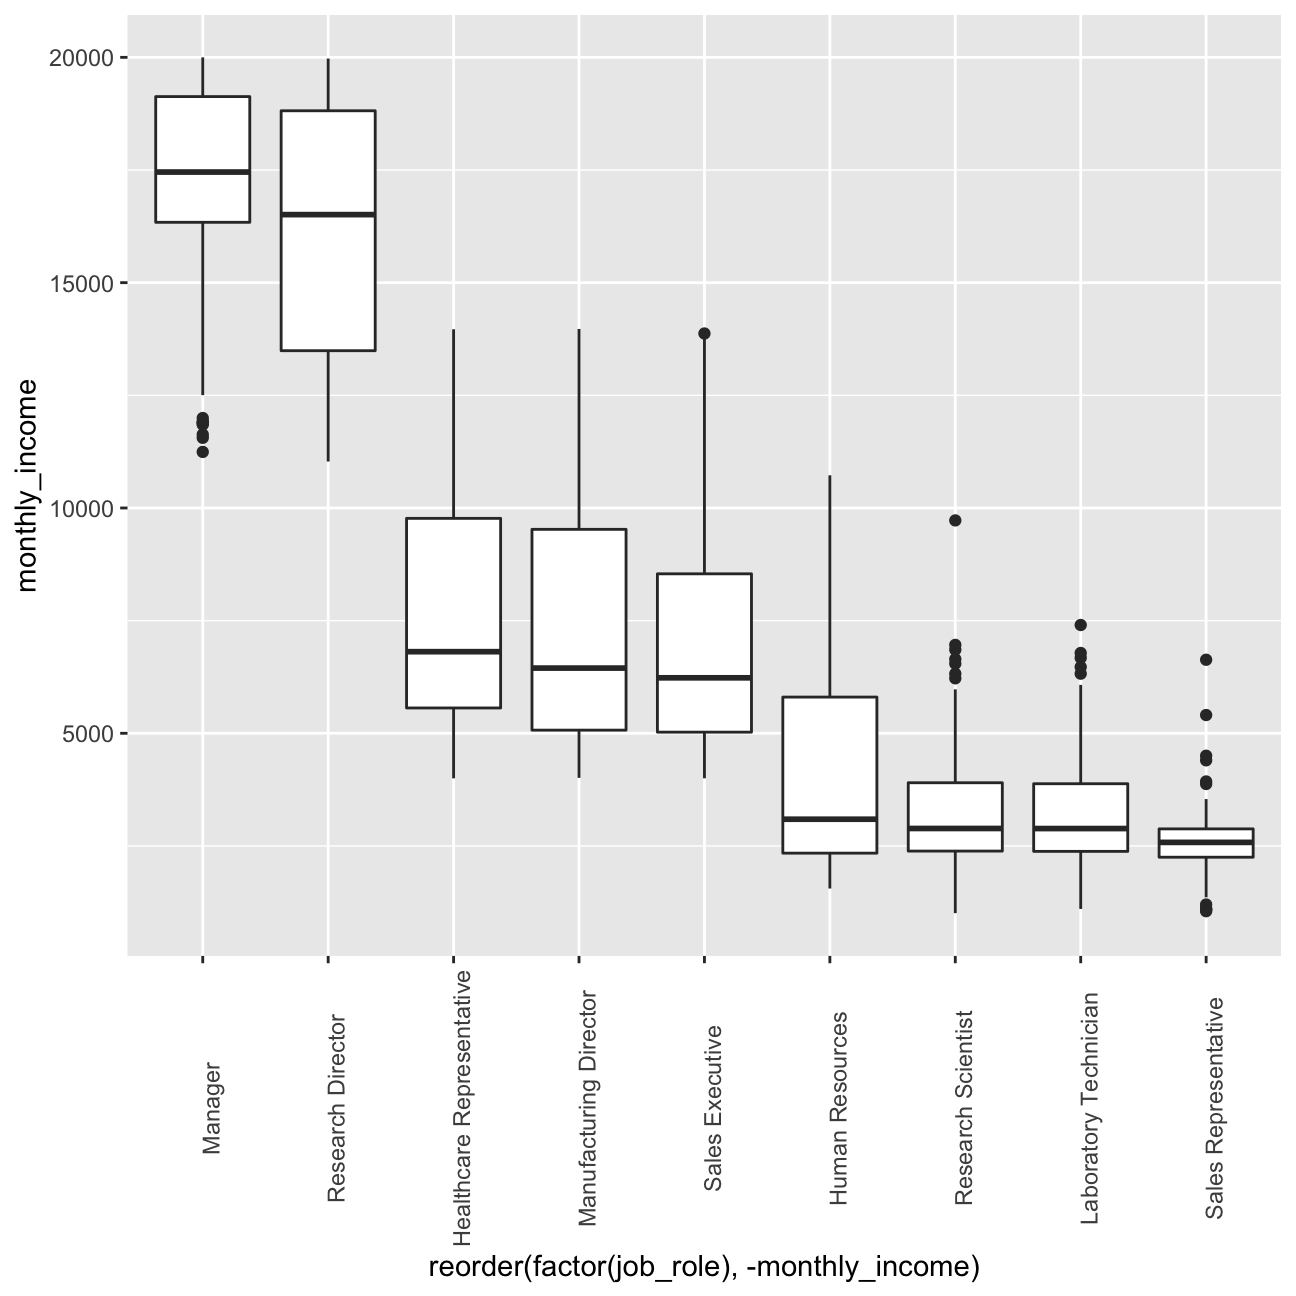 monthly_income
20000
15000
10000
5000
Manager
Research Director
Healthcare Representative
Manufacturing Director
Sales Executive
Human Resources
Research Scientist
Laboratory Technician
Sales Representative
reorder(factor(job_role), -monthly_income)